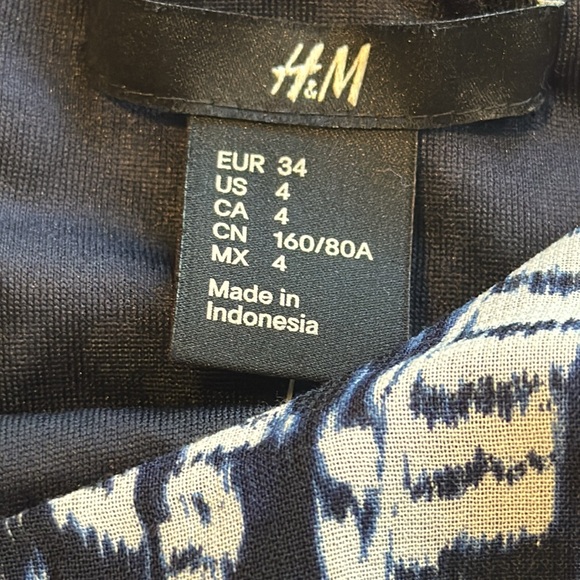 H&M
EUR 34
US 4
CA 4
CN 160/80A
MX 4
Made in
Indonesia